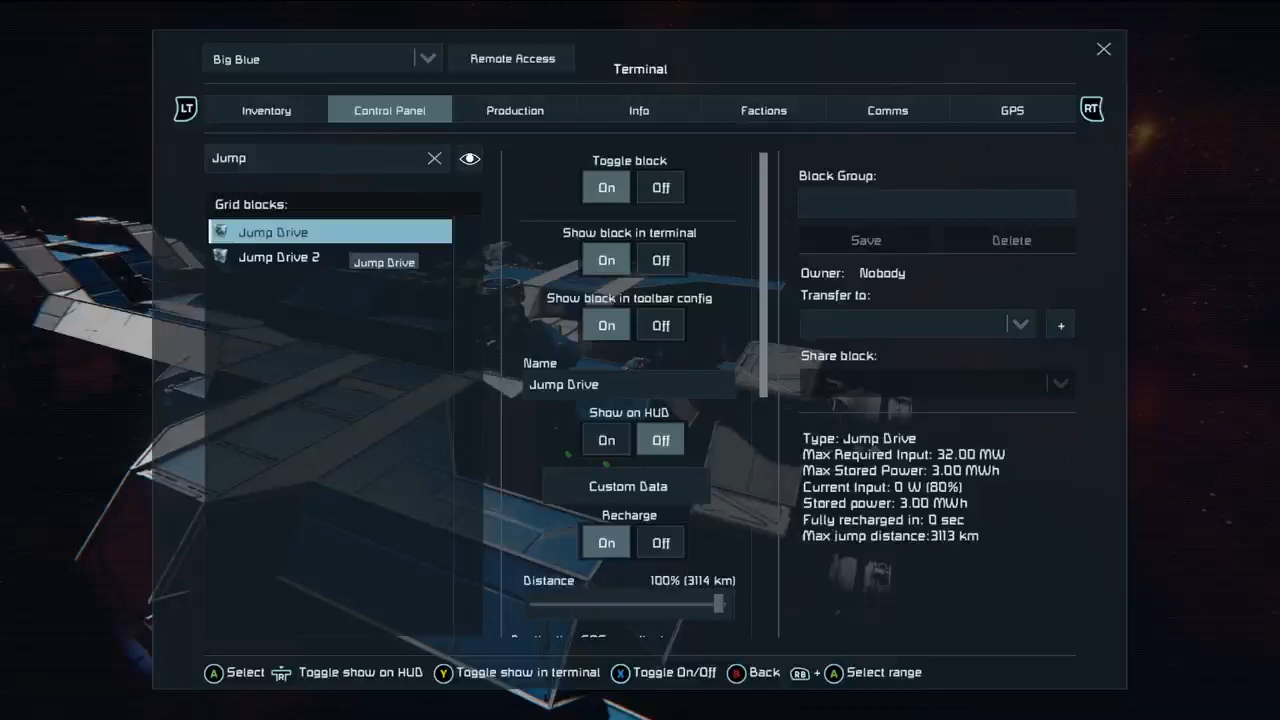 Big Blue
Remote Access
Terminal
LT
Inventory
Control Panel
Production
Info
Factions
Comms
GPS
RT
Jump
Grid blocks:
Jump Drive
Jump Drive 2
Jump Drive
Toggle block
On Off
Show block in terminal
On Off
Show block in toolbar config
On Off
Name
Jump Drive
Show on HUD
On Off
Custom Data
Recharge
On Off
Distance 100% (3114 km)
Block Group:
Save Delete
Owner: Nobody
Transfer to:
+
Share block:
Type: Jump Drive
Max Required Input: 32.00 MW
Max Stored Power: 3.00 MWh
Current Input: 0 W (80%)
Stored power: 3.00 MWh
Fully recharged in: 0 sec
Max jump distance:3113 km
A Select Toggle show on HUD Y Toggle show in terminal X Toggle On/Off B Back RB + A Select range